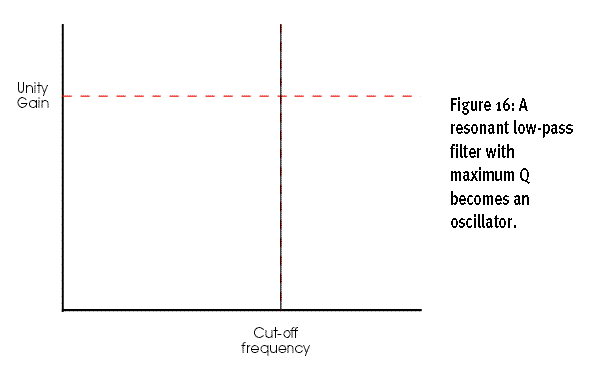 Unity
Gain
Figure 16: A
resonant low-pass
filter with
maximum Q
becomes an
oscillator.
Cut-off
frequency